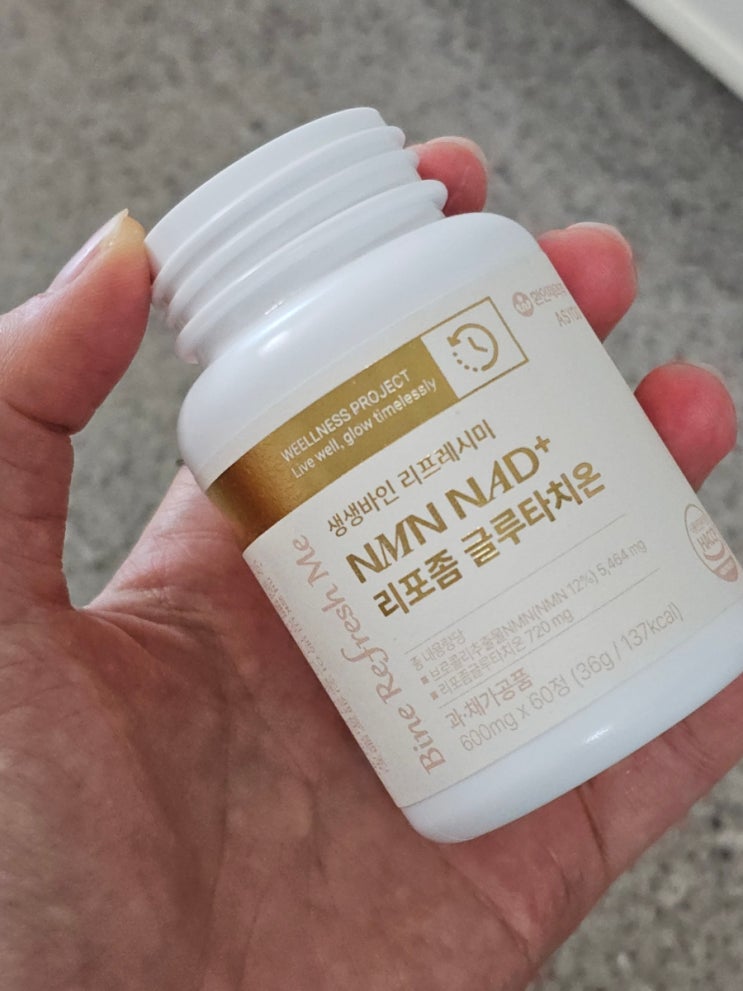 WEELLNESS PROJECT
Live well, glow timelessly
생생바인 리프레시미
NMN NAD+
리포좀 글루타치온
총 내용량당
■ 브로콜리추출물NMN(NMN 12%) 5,464 mg
■ 리포좀글루타치온 720 mg
과·채가공품
600mg x 60정 (36g / 137kcal)
Bine Refresh Me